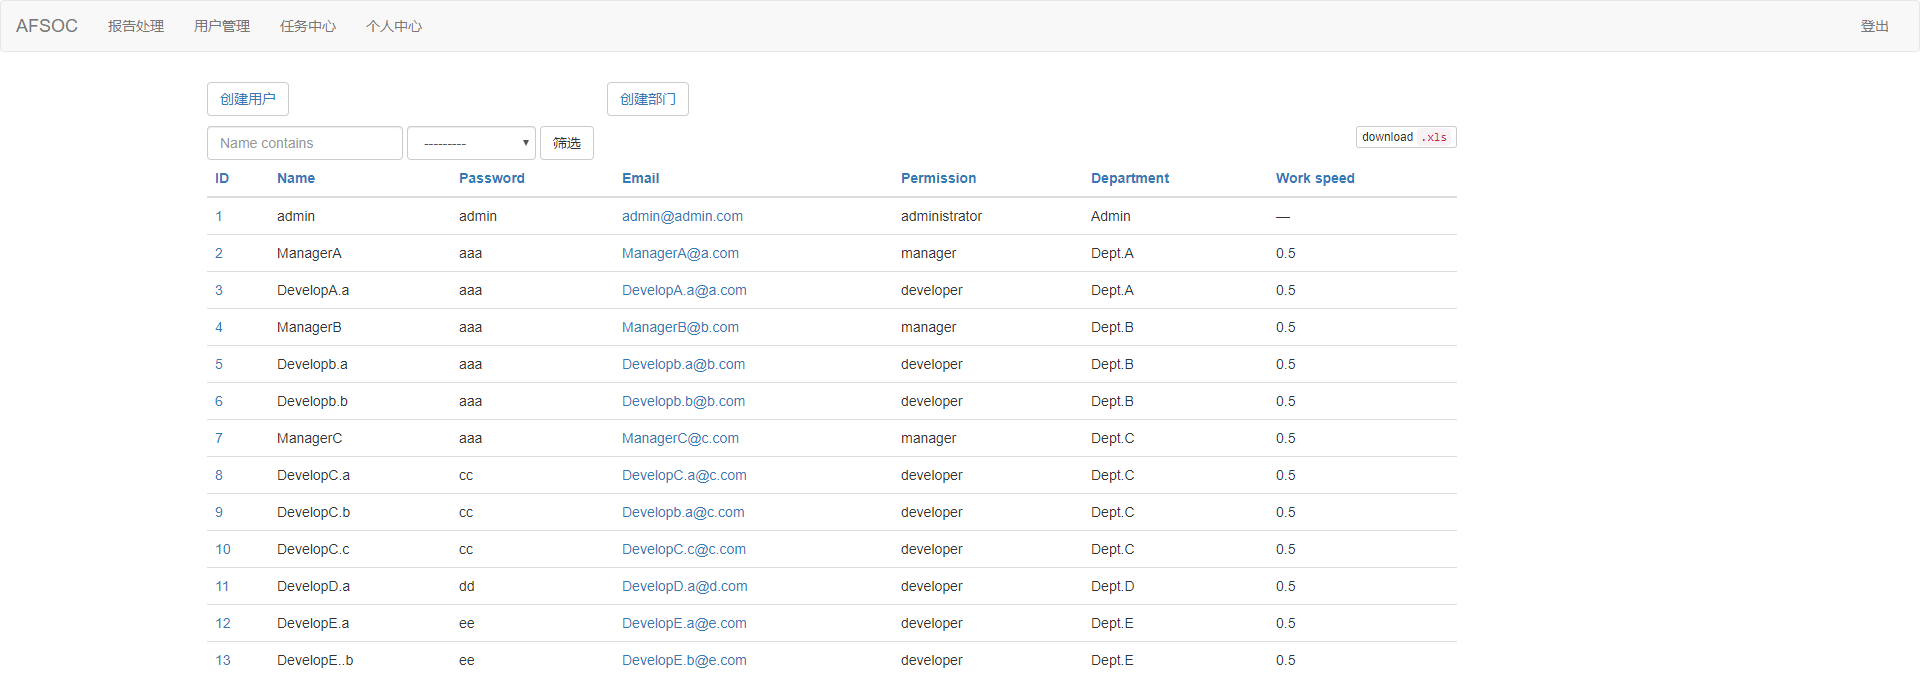 AFSOC 报告处理 用户管理 任务中心 个人中心 登出
创建用户 创建部门
Name contains --------- 筛选 download .xls
ID Name Password Email Permission Department Work speed
1 admin admin admin@admin.com administrator Admin —
2 ManagerA aaa ManagerA@a.com manager Dept.A 0.5
3 DevelopA.a aaa DevelopA.a@a.com developer Dept.A 0.5
4 ManagerB aaa ManagerB@b.com manager Dept.B 0.5
5 Developb.a aaa Developb.a@b.com developer Dept.B 0.5
6 Developb.b aaa Developb.b@b.com developer Dept.B 0.5
7 ManagerC aaa ManagerC@c.com manager Dept.C 0.5
8 DevelopC.a cc DevelopC.a@c.com developer Dept.C 0.5
9 DevelopC.b cc Developb.a@c.com developer Dept.C 0.5
10 DevelopC.c cc DevelopC.c@c.com developer Dept.C 0.5
11 DevelopD.a dd DevelopD.a@d.com developer Dept.D 0.5
12 DevelopE.a ee DevelopE.a@e.com developer Dept.E 0.5
13 DevelopE..b ee DevelopE.b@e.com developer Dept.E 0.5